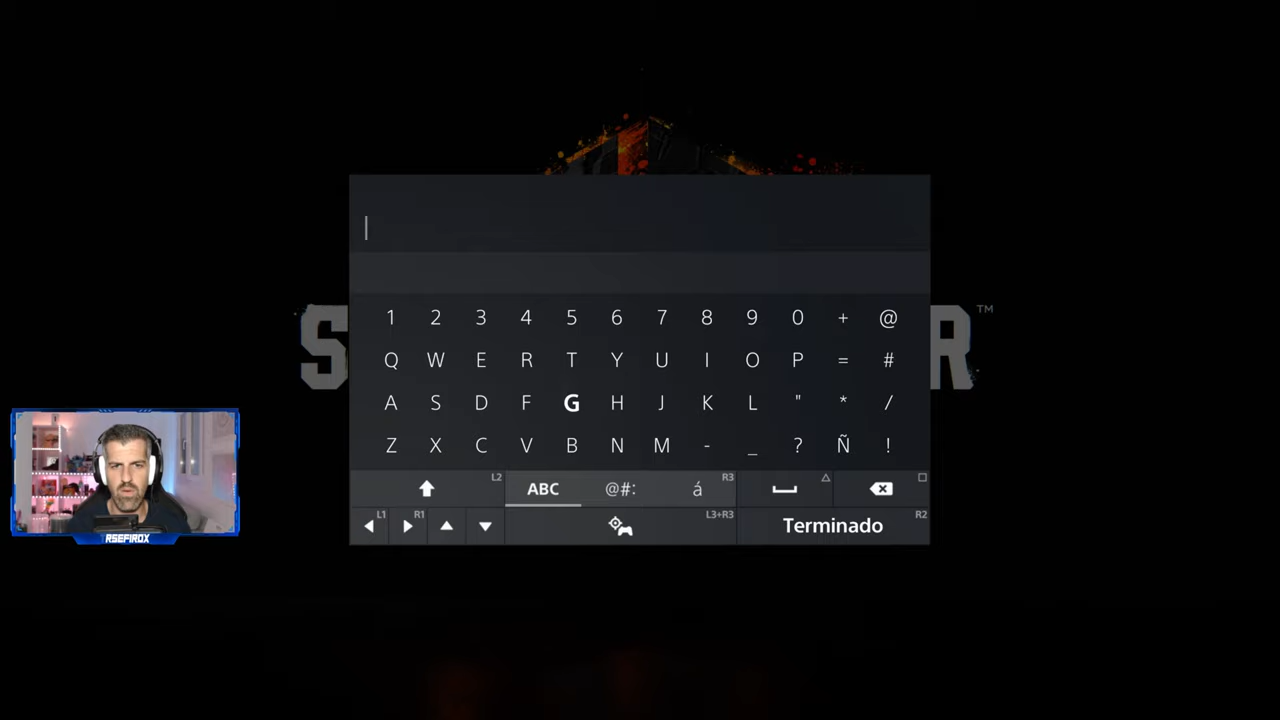 S R™
1 2 3 4 5 6 7 8 9 0 + @
Q W E R T Y U I O P = #
A S D F G H J K L " * /
Z X C V B N M - _ ? Ñ !
L2 ABC @#: á R3
L1 R1 L3+R3 Terminado R2
RSEFIROX